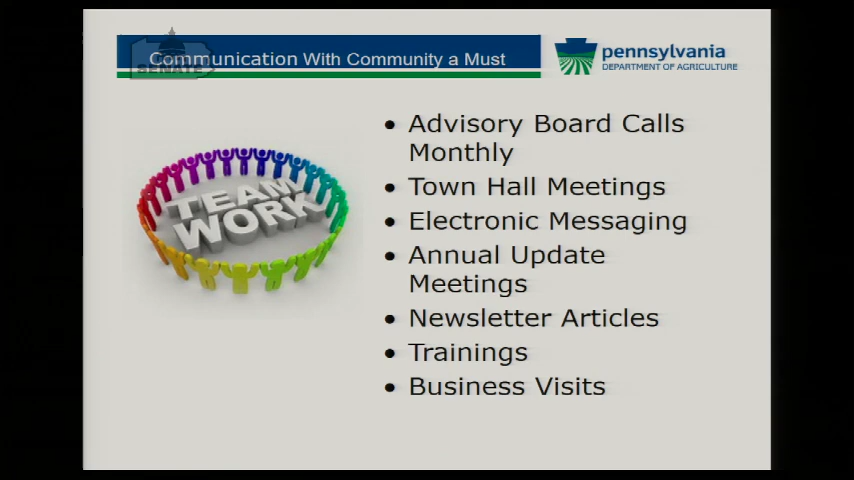 Communication With Community a Must
SENATE
pennsylvania
DEPARTMENT OF AGRICULTURE
TEAM
WORK
• Advisory Board Calls
Monthly
• Town Hall Meetings
• Electronic Messaging
• Annual Update
Meetings
• Newsletter Articles
• Trainings
• Business Visits